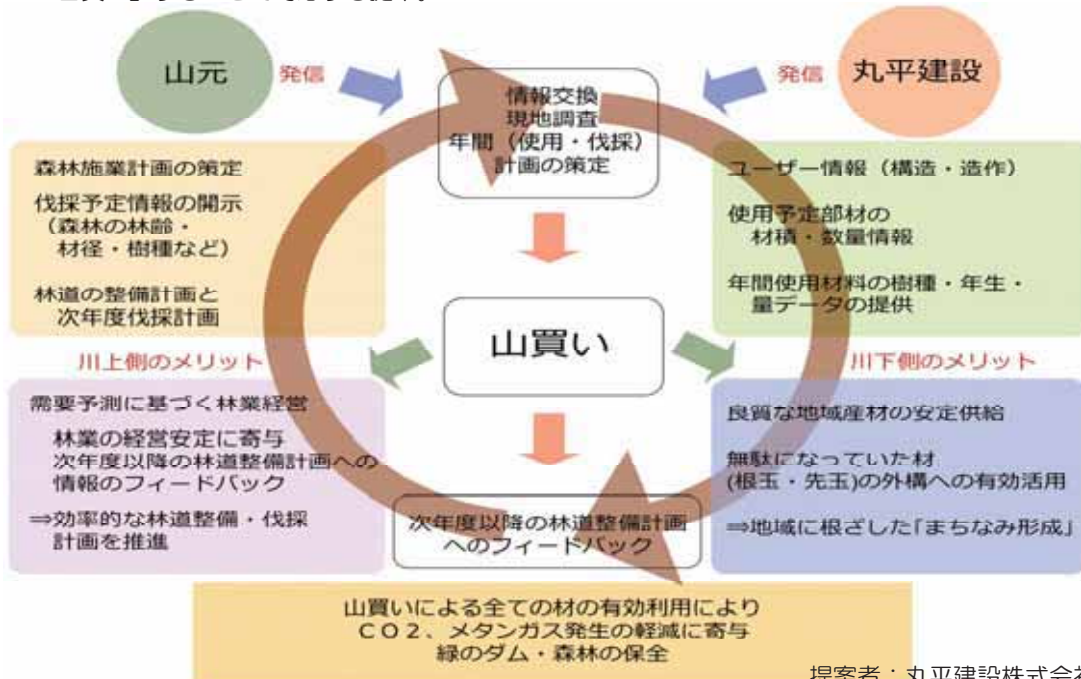 山元
発信
発信
丸平建設
情報交換
現地調査
年間（使用・伐採）
計画の策定
森林施業計画の策定
伐採予定情報の開示
（森林の林齢・
材径・樹種など）
林道の整備計画と
次年度伐採計画
ユーザー情報（構造・造作）
使用予定部材の
材積・数量情報
年間使用材料の樹種・年生・
量データの提供
山買い
川上側のメリット
川下側のメリット
需要予測に基づく林業経営
林業の経営安定に寄与
次年度以降の林道整備計画への
情報のフィードバック
⇒効率的な林道整備・伐採
計画を推進
良質な地域産材の安定供給
無駄になっていた材
(根玉・先玉)の外構への有効活用
⇒地域に根ざした「まちなみ形成」
次年度以降の林道整備計画
へのフィードバック
山買いによる全ての材の有効利用により
ＣＯ２、メタンガス発生の軽減に寄与
緑のダム・森林の保全
提案者：丸平建設株式会社